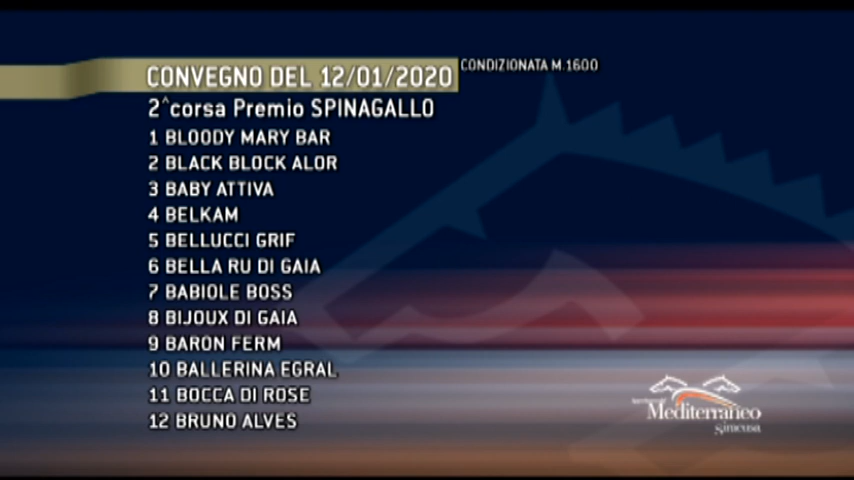 CONVEGNO DEL 12/01/2020
CONDIZIONATA M.1600
2^corsa Premio SPINAGALLO
1 BLOODY MARY BAR
2 BLACK BLOCK ALOR
3 BABY ATTIVA
4 BELKAM
5 BELLUCCI GRIF
6 BELLA RU DI GAIA
7 BABIOLE BOSS
8 BIJOUX DI GAIA
9 BARON FERM
10 BALLERINA EGRAL
11 BOCCA DI ROSE
12 BRUNO ALVES
Mediterraneo
Siracusa